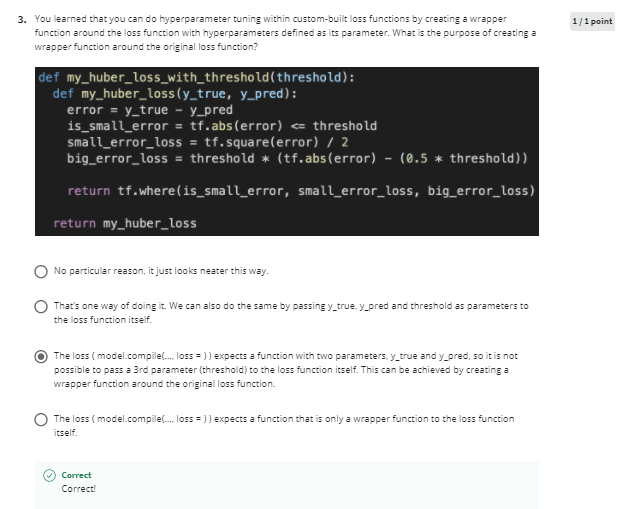 3. You learned that you can do hyperparameter tuning within custom-built loss functions by creating a wrapper
function around the loss function with hyperparameters defined as its parameter. What is the purpose of creating a
wrapper function around the original loss function?
1 / 1 point
def my_huber_loss_with_threshold(threshold):
  def my_huber_loss(y_true, y_pred):
    error = y_true - y_pred
    is_small_error = tf.abs(error) <= threshold
    small_error_loss = tf.square(error) / 2
    big_error_loss = threshold * (tf.abs(error) - (0.5 * threshold))
    return tf.where(is_small_error, small_error_loss, big_error_loss)
  return my_huber_loss
No particular reason, it just looks neater this way.
That's one way of doing it. We can also do the same by passing y_true, y_pred and threshold as parameters to
the loss function itself.
The loss ( model.compile(..., loss = )) expects a function with two parameters, y_true and y_pred, so it is not
possible to pass a 3rd parameter (threshold) to the loss function itself. This can be achieved by creating a
wrapper function around the original loss function.
The loss ( model.compile(..., loss = )) expects a function that is only a wrapper function to the loss function
itself.
Correct
Correct!